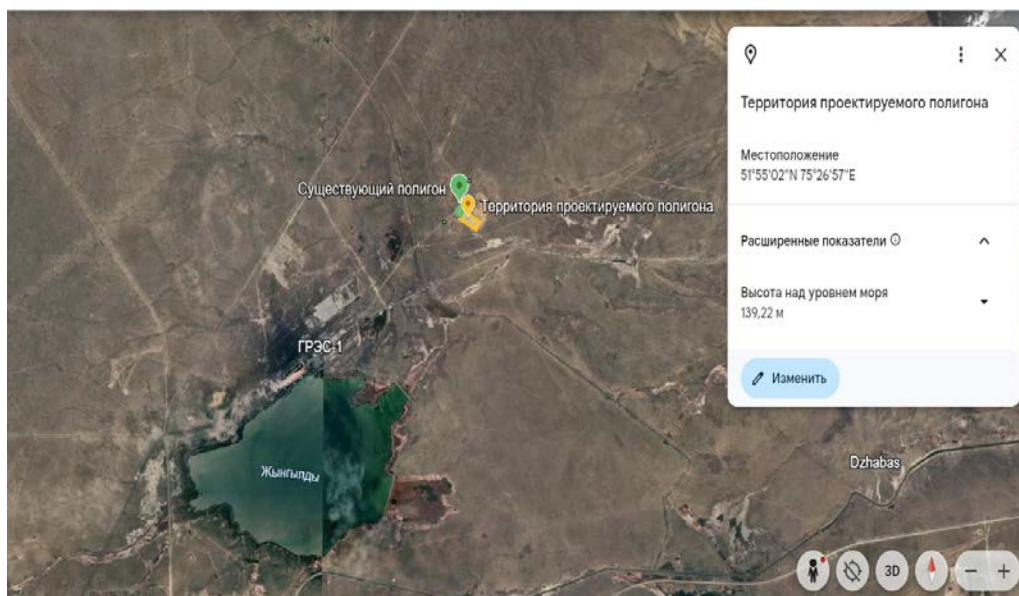 Существующий полигон
Территория проектируемого полигона
ГРЭС-1
Жынгылды
Dzhabas
Территория проектируемого полигона
Местоположение
51°55'02"N 75°26'57"E
Расширенные показатели
Высота над уровнем моря
139,22 м
Изменить
3D